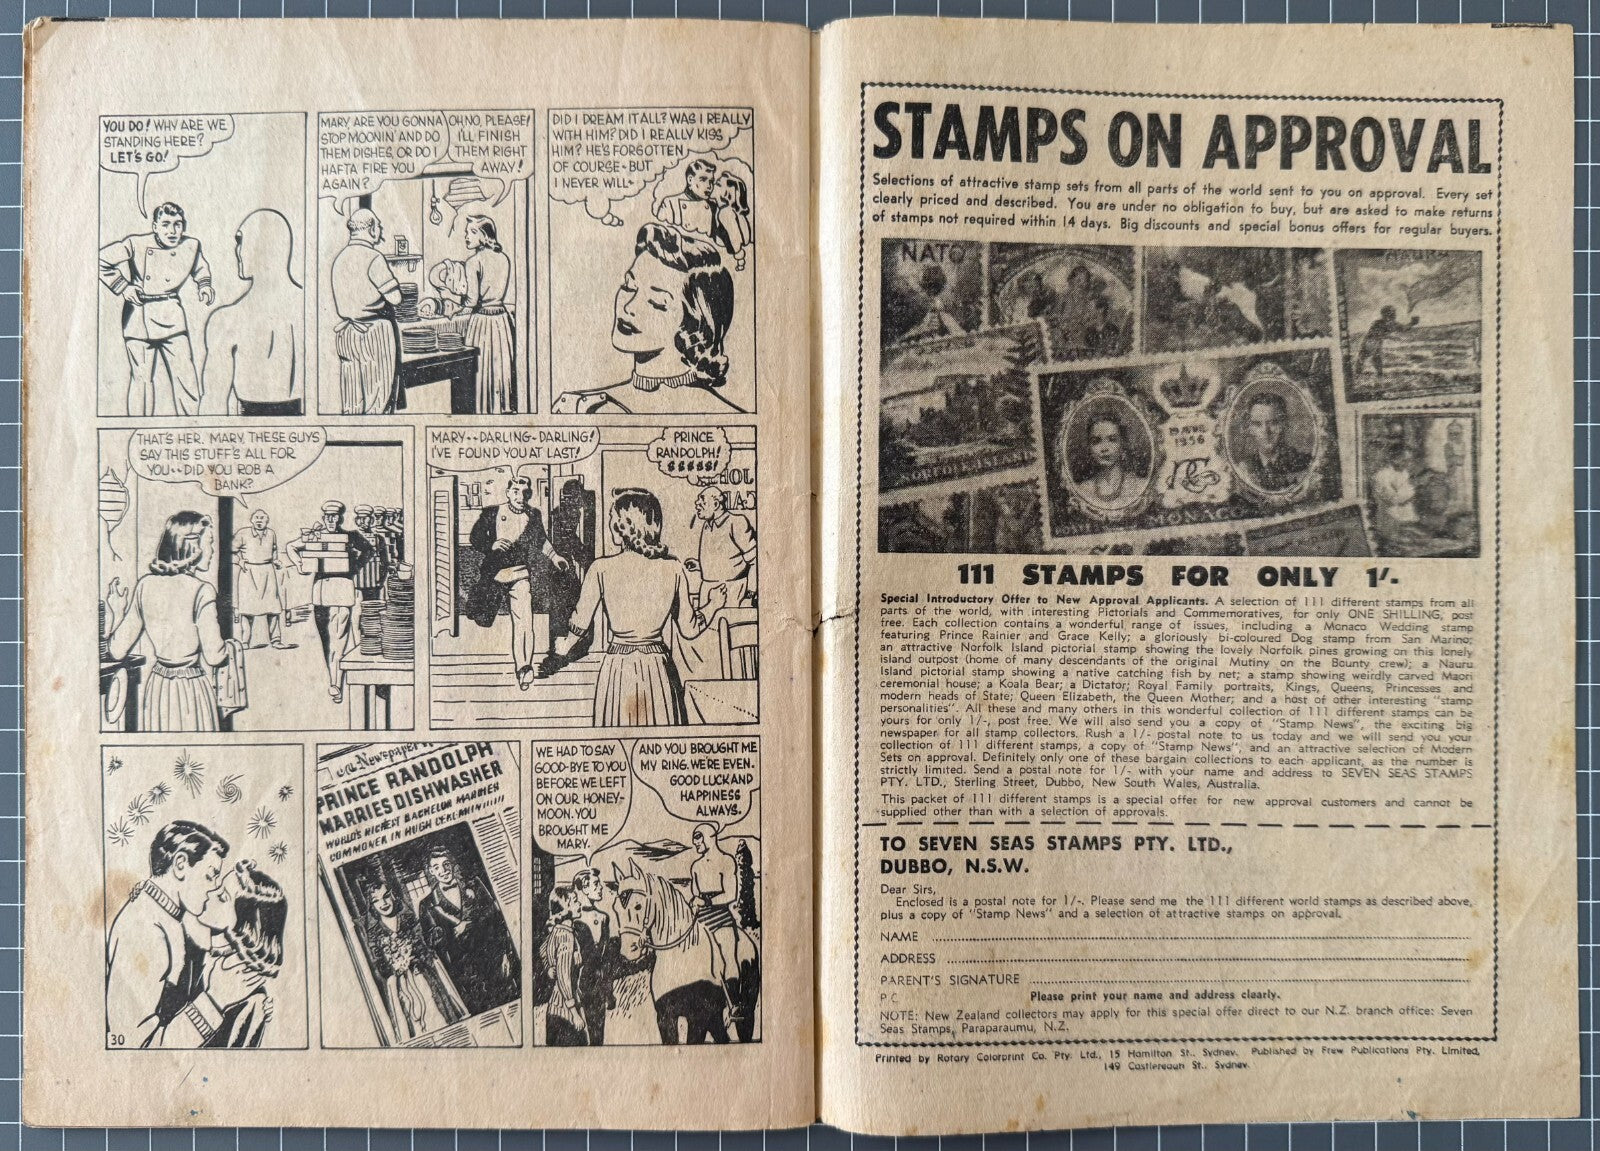 YOU DO! WHY ARE WE
STANDING HERE?
LET'S GO!
MARY ARE YOU GONNA
STOP MOONIN' AND DO
THEM DISHES, OR DO I
HAFTA FIRE YOU
AGAIN?
OH NO, PLEASE!
I'LL FINISH
THEM RIGHT
AWAY!
DID I DREAM IT ALL? WAS I REALLY
WITH HIM? DID I REALLY KISS
HIM? HE'S FORGOTTEN
OF COURSE - BUT
I NEVER WILL -
THAT'S HER. MARY, THESE GUYS
SAY THIS STUFF'S ALL FOR
YOU -- DID YOU ROB A
BANK?
MARY -- DARLING - DARLING!
I'VE FOUND YOU AT LAST!
PRINCE
RANDOLPH!
$$$$$!
PRINCE RANDOLPH
MARRIES DISHWASHER
WORLD'S RICHEST BACHELOR MARRIES
COMMONER IN HUGH CEREMONY!!!!!!
WE HAD TO SAY
GOOD-BYE TO YOU
BEFORE WE LEFT
ON OUR HONEY-
MOON. YOU
BROUGHT ME
MARY.
AND YOU BROUGHT ME
MY RING. WE'RE EVEN.
GOOD LUCK AND
HAPPINESS
ALWAYS.
30
STAMPS ON APPROVAL
Selections of attractive stamp sets from all parts of the world sent to you on approval. Every set
clearly priced and described. You are under no obligation to buy, but are asked to make returns
of stamps not required within 14 days. Big discounts and special bonus offers for regular buyers.
NATO
NORFOLK ISLAND
19 AVRIL
1956
MONACO
111 STAMPS FOR ONLY 1/-.
Special Introductory Offer to New Approval Applicants. A selection of 111 different stamps from all
parts of the world, with interesting Pictorials and Commemoratives, for only ONE SHILLING, post
free. Each collection contains a wonderful range of issues, including a Monaco Wedding stamp
featuring Prince Rainier and Grace Kelly; a gloriously bi-coloured Dog stamp from San Marino;
an attractive Norfolk Island pictorial stamp showing the lovely Norfolk pines growing on this lonely
island outpost (home of many descendants of the original Mutiny on the Bounty crew); a Nauru
Island pictorial stamp showing a native catching fish by net; a stamp showing weirdly carved Maori
ceremonial house; a Koala Bear; a Dictator; Royal Family portraits, Kings, Queens, Princesses and
modern heads of State; Queen Elizabeth, the Queen Mother; and a host of other interesting "stamp
personalities". All these and many others in this wonderful collection of 111 different stamps can be
yours for only 1/-, post free. We will also send you a copy of "Stamp News", the exciting big
newspaper for all stamp collectors. Rush a 1/- postal note to us today and we will send you your
collection of 111 different stamps, a copy of "Stamp News", and an attractive selection of Modern
Sets on approval. Definitely only one of these bargain collections to each applicant, as the number is
strictly limited. Send a postal note for 1/- with your name and address to SEVEN SEAS STAMPS
PTY. LTD., Sterling Street, Dubbo, New South Wales, Australia.
This packet of 111 different stamps is a special offer for new approval customers and cannot be
supplied other than with a selection of approvals.
TO SEVEN SEAS STAMPS PTY. LTD.,
DUBBO, N.S.W.
Dear Sirs,
Enclosed is a postal note for 1/-. Please send me the 111 different world stamps as described above,
plus a copy of "Stamp News" and a selection of attractive stamps on approval.
NAME
ADDRESS
PARENT'S SIGNATURE
P C
Please print your name and address clearly.
NOTE: New Zealand collectors may apply for this special offer direct to our N.Z. branch office: Seven
Seas Stamps, Paraparaumu, N.Z.
Printed by Rotary Colorprint Co. Pty. Ltd., 15 Hamilton St., Sydney. Published by Frew Publications Pty. Limited,
149 Castlereagh St., Sydney.